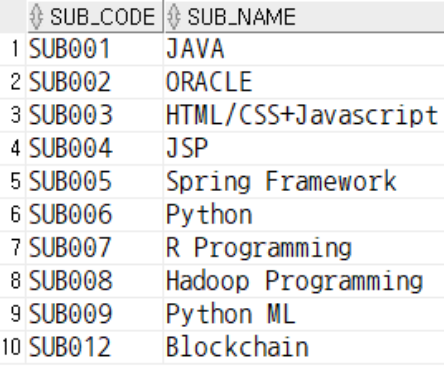 SUB_CODE SUB_NAME
1 SUB001 JAVA
2 SUB002 ORACLE
3 SUB003 HTML/CSS+Javascript
4 SUB004 JSP
5 SUB005 Spring Framework
6 SUB006 Python
7 SUB007 R Programming
8 SUB008 Hadoop Programming
9 SUB009 Python ML
10 SUB012 Blockchain